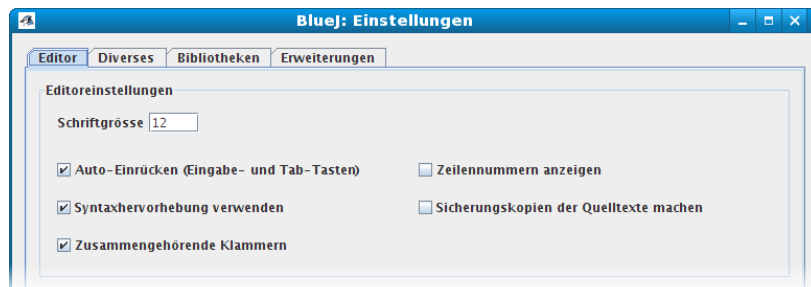 BlueJ: Einstellungen
Editor Diverses Bibliotheken Erweiterungen
Editoreinstellungen
Schriftgrösse 12
Auto-Einrücken (Eingabe- und Tab-Tasten) Zeilennummern anzeigen
Syntaxhervorhebung verwenden Sicherungskopien der Quelltexte machen
Zusammengehörende Klammern